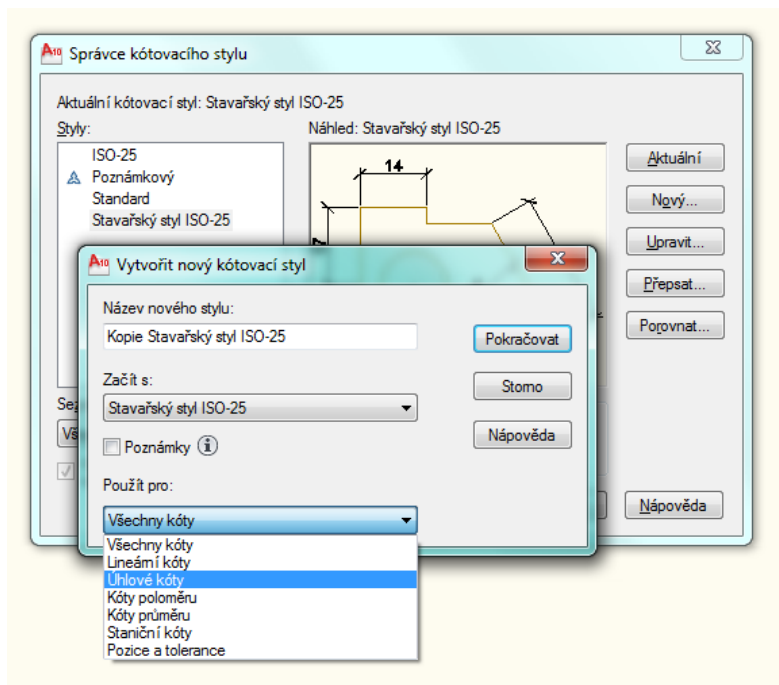 A10 Správce kótovacího stylu
Aktuální kótovací styl: Stavařský styl ISO-25
Styly:
Náhled: Stavařský styl ISO-25
ISO-25
Poznámkový
Standard
Stavařský styl ISO-25
14
Aktuální
Nový...
Upravit...
Přepsat...
Porovnat...
A10 Vytvořit nový kótovací styl
Název nového stylu:
Kopie Stavařský styl ISO-25
Pokračovat
Začít s:
Storno
Stavařský styl ISO-25
Poznámky
Nápověda
Použít pro:
Všechny kóty
Nápověda
Všechny kóty
Lineární kóty
Úhlové kóty
Kóty poloměru
Kóty průměru
Staniční kóty
Pozice a tolerance